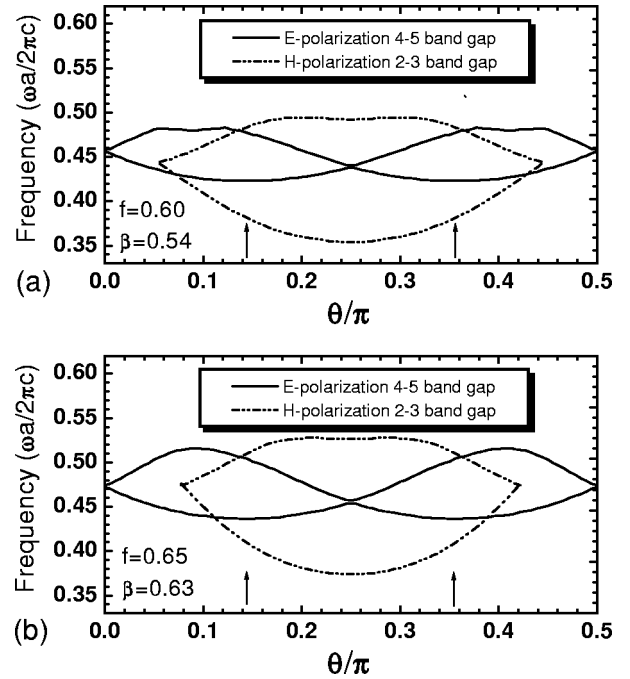 0.60
E-polarization 4-5 band gap
0.55
H-polarization 2-3 band gap
0.50
0.45
0.40
f=0.60
β=0.54
0.35
Frequency (ωa/2πc)
(a)
0.0 0.1 0.2 0.3 0.4 0.5
θ/π
0.60
E-polarization 4-5 band gap
0.55
H-polarization 2-3 band gap
0.50
0.45
0.40
f=0.65
β=0.63
0.35
Frequency (ωa/2πc)
(b)
0.0 0.1 0.2 0.3 0.4 0.5
θ/π